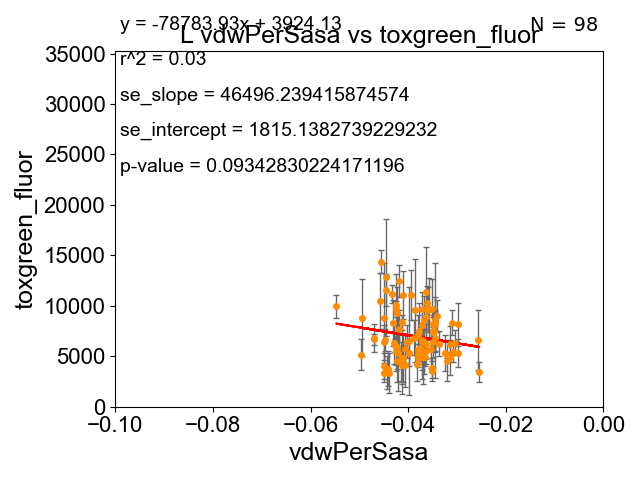 y = -78783.93x + 3924.13
N = 98
L vdwPerSasa vs toxgreen_fluor
r^2 = 0.03
se_slope = 46496.239415874574
se_intercept = 1815.1382739229232
p-value = 0.09342830224171196
35000
30000
25000
20000
15000
10000
5000
0
toxgreen_fluor
−0.10
−0.08
−0.06
−0.04
−0.02
0.00
vdwPerSasa